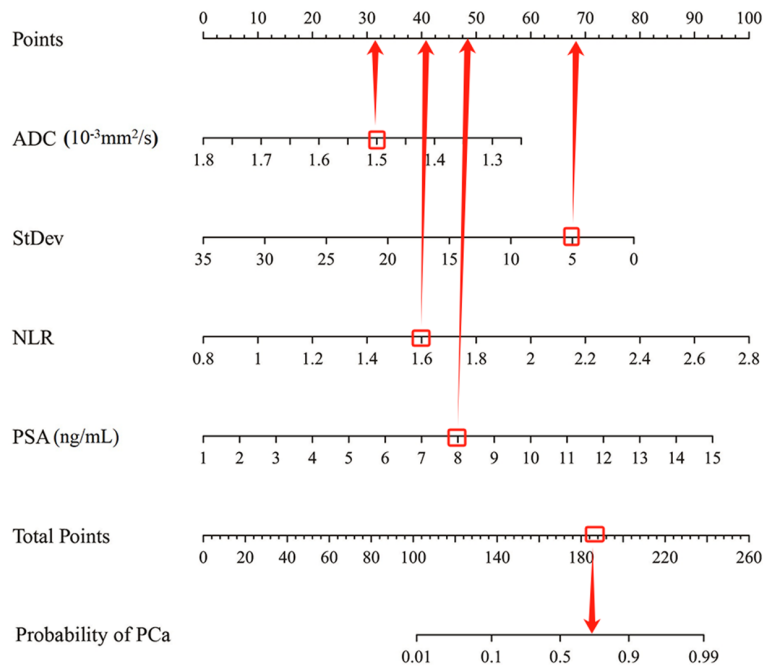 Points
0 10 20 30 40 50 60 70 80 90 100
ADC (10-3mm2/s)
1.8 1.7 1.6 1.5 1.4 1.3
StDev
35 30 25 20 15 10 5 0
NLR
0.8 1 1.2 1.4 1.6 1.8 2 2.2 2.4 2.6 2.8
PSA (ng/mL)
1 2 3 4 5 6 7 8 9 10 11 12 13 14 15
Total Points
0 20 40 60 80 100 140 180 220 260
Probability of PCa
0.01 0.1 0.5 0.9 0.99